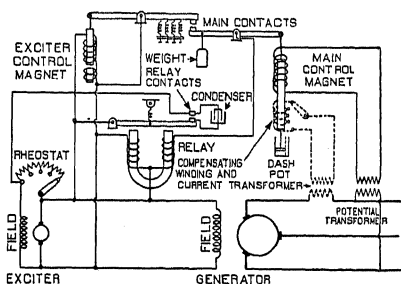 MAIN CONTACTS
EXCITER
CONTROL
MAGNET
WEIGHT
RELAY
CONTACTS
CONDENSER
MAIN
CONTROL
MAGNET
RHEOSTAT
RELAY
COMPENSATING
WINDING AND
CURRENT TRANSFORMER
DASH
POT
POTENTIAL
TRANSFORMER
FIELD
FIELD
EXCITER
GENERATOR